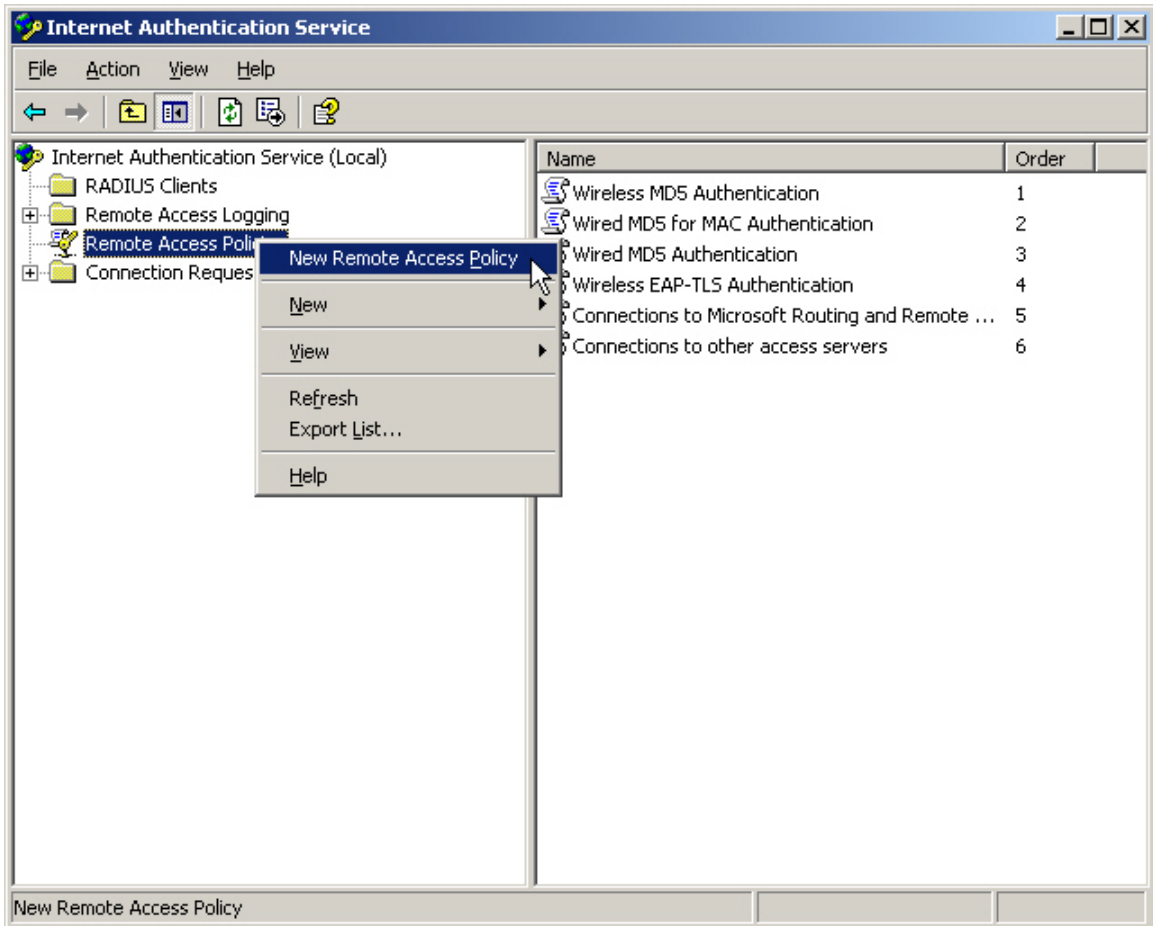 Internet Authentication Service
File Action View Help
Internet Authentication Service (Local)
RADIUS Clients
Remote Access Logging
Remote Access Poli
Connection Reques
New Remote Access Policy
New
View
Refresh
Export List...
Help
Name Order
Wireless MD5 Authentication 1
Wired MD5 for MAC Authentication 2
Wired MD5 Authentication 3
Wireless EAP-TLS Authentication 4
Connections to Microsoft Routing and Remote ... 5
Connections to other access servers 6
New Remote Access Policy